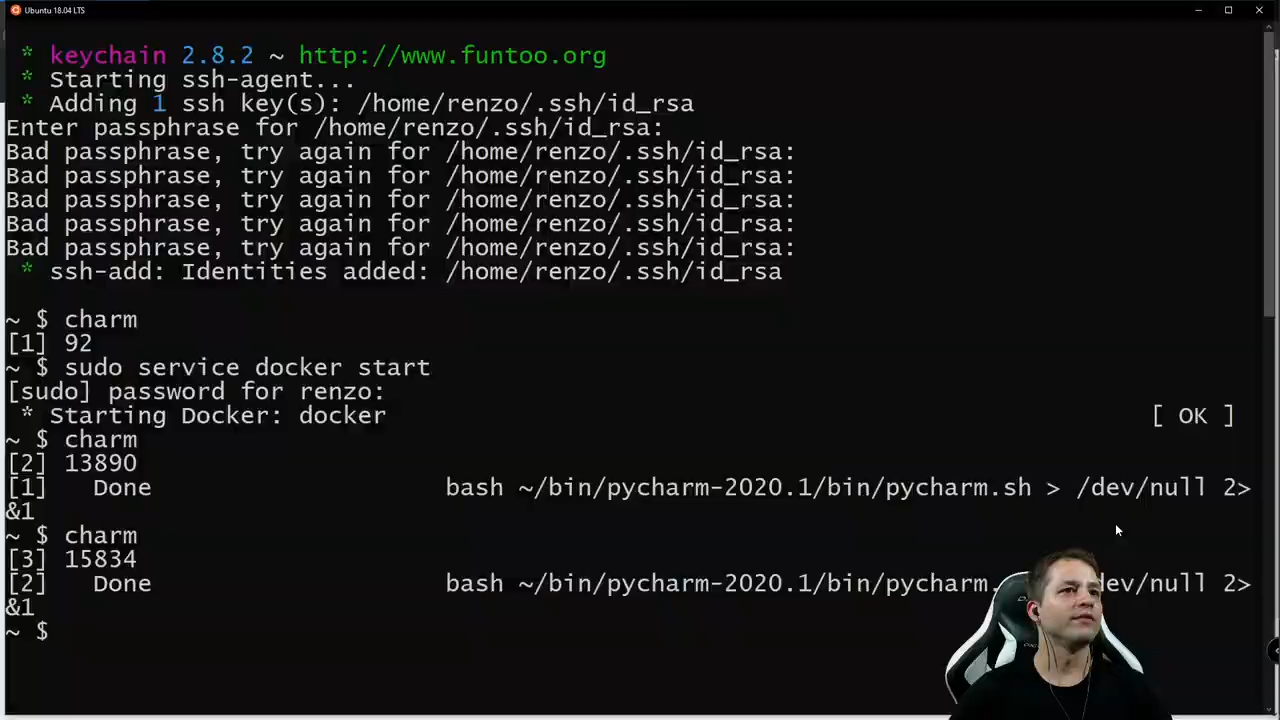 Ubuntu 18.04 LTS
* keychain 2.8.2 ~ http://www.funtoo.org
* Starting ssh-agent...
* Adding 1 ssh key(s): /home/renzo/.ssh/id_rsa
Enter passphrase for /home/renzo/.ssh/id_rsa:
Bad passphrase, try again for /home/renzo/.ssh/id_rsa:
Bad passphrase, try again for /home/renzo/.ssh/id_rsa:
Bad passphrase, try again for /home/renzo/.ssh/id_rsa:
Bad passphrase, try again for /home/renzo/.ssh/id_rsa:
Bad passphrase, try again for /home/renzo/.ssh/id_rsa:
* ssh-add: Identities added: /home/renzo/.ssh/id_rsa
~ $ charm
[1] 92
~ $ sudo service docker start
[sudo] password for renzo:
* Starting Docker: docker [ OK ]
~ $ charm
[2] 13890
[1] Done bash ~/bin/pycharm-2020.1/bin/pycharm.sh > /dev/null 2>
&1
~ $ charm
[3] 15834
[2] Done bash ~/bin/pycharm-2020.1/bin/pycharm. dev/null 2>
&1
~ $